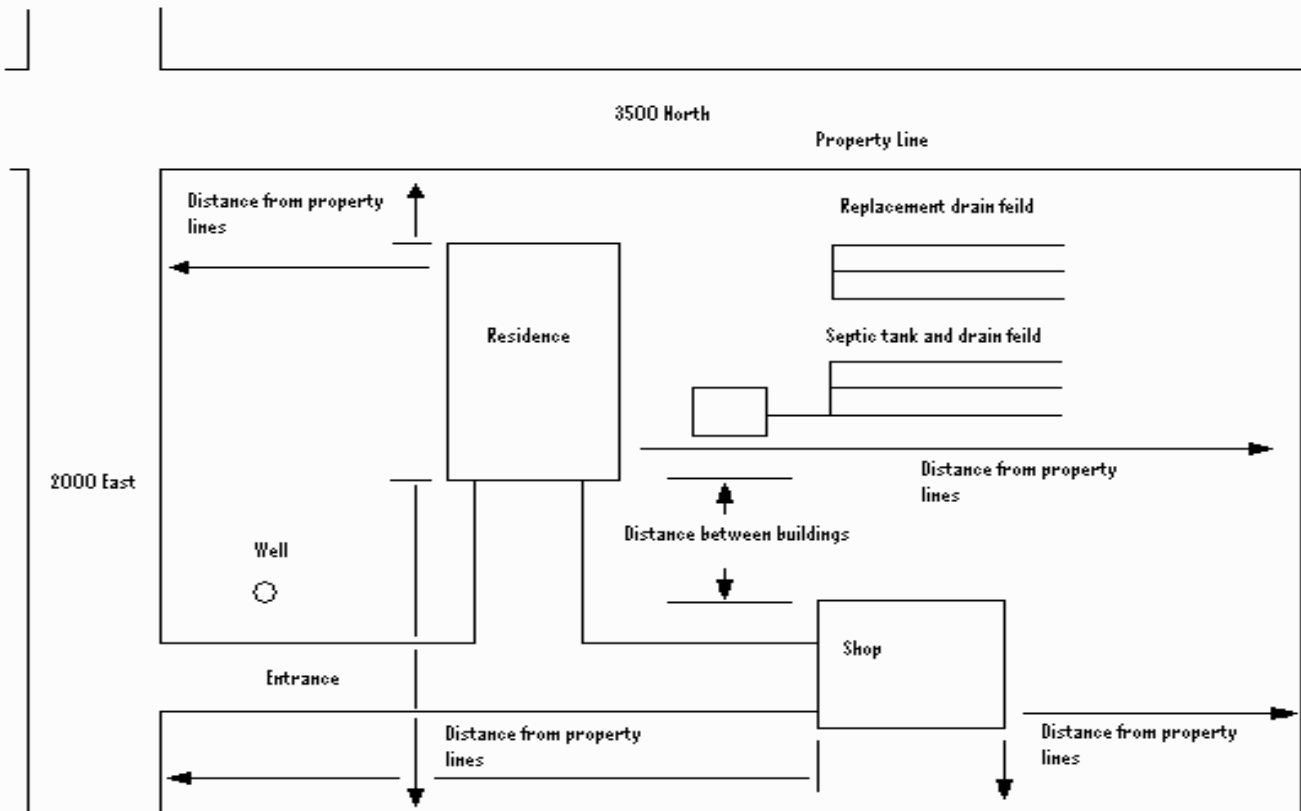 3500 North
Property Line
Distance from property
lines
Replacement drain feild
Residence
Septic tank and drain feild
2000 East
Distance from property
lines
Distance between buildings
Well
Shop
Entrance
Distance from property
lines
Distance from property
lines